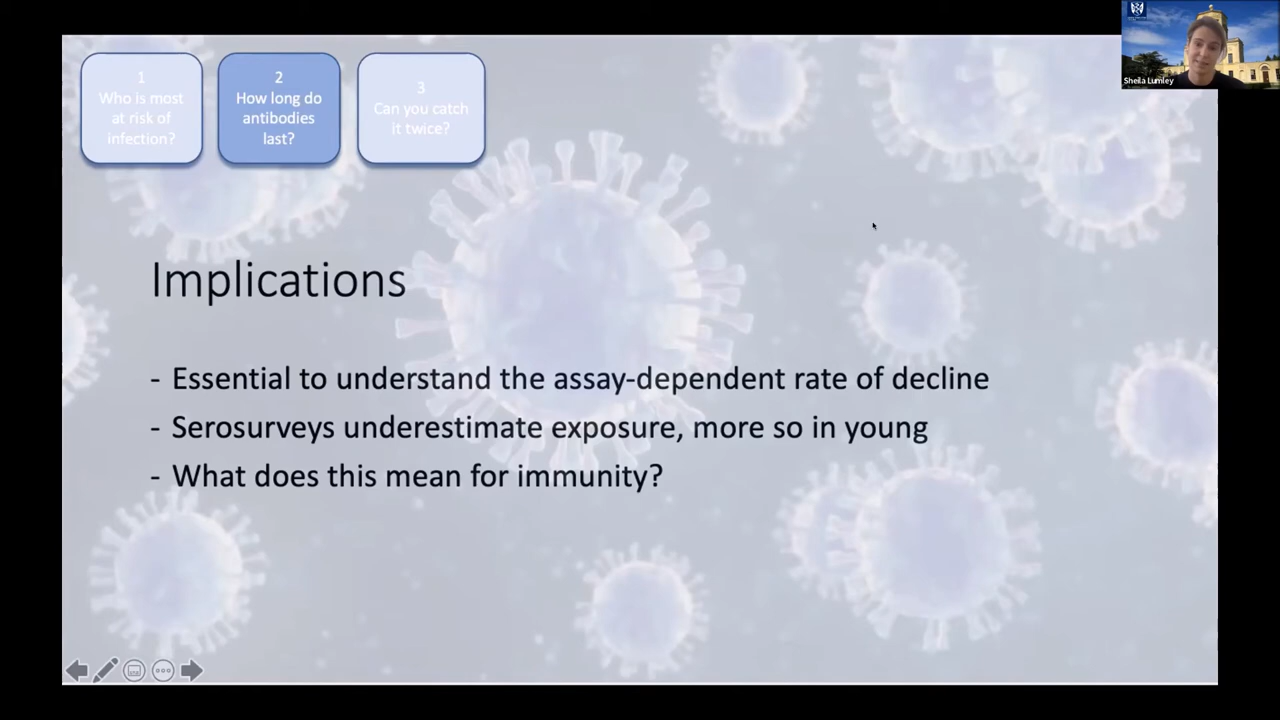 1
Who is most
at risk of
infection?
2
How long do
antibodies
last?
3
Can you catch
it twice?
Sheila Lumley
Implications
- Essential to understand the assay-dependent rate of decline
- Serosurveys underestimate exposure, more so in young
- What does this mean for immunity?